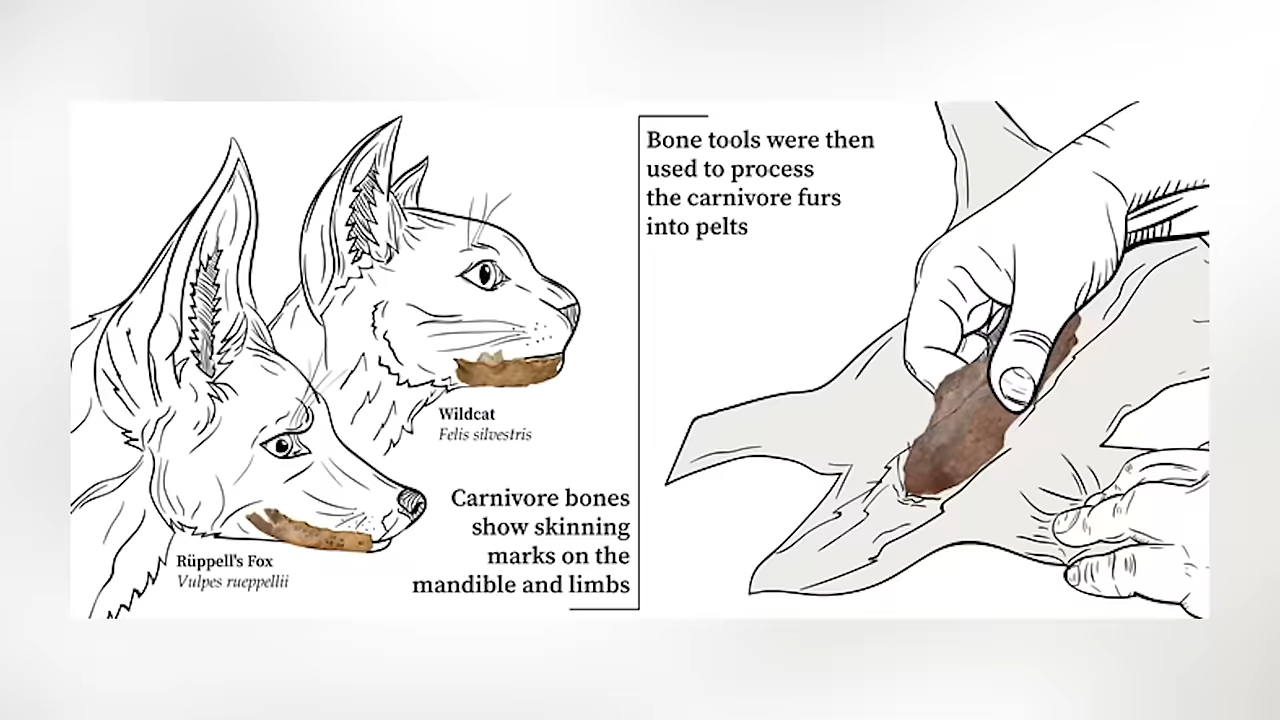 Wildcat
Felis silvestris
Rüppell's Fox
Vulpes rueppellii
Carnivore bones
show skinning
marks on the
mandible and limbs
Bone tools were then
used to process
the carnivore furs
into pelts